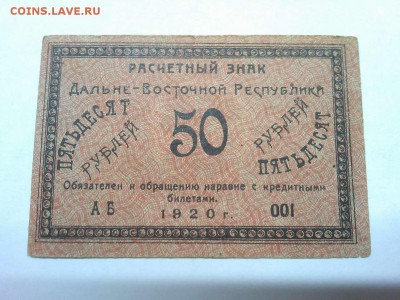 COINS.LAVE.RU
РАСЧЕТНЫЙ ЗНАК
ДАЛЬНЕ-ВОСТОЧНОЙ РЕСПУБЛИКИ
ПЯТЬДЕСЯТ
РУБЛЕЙ
50
РУБЛЕЙ
ПЯТЬДЕСЯТ
Обязателен к обращению наравне с кредитными
билетами.
АБ 1920г. 001